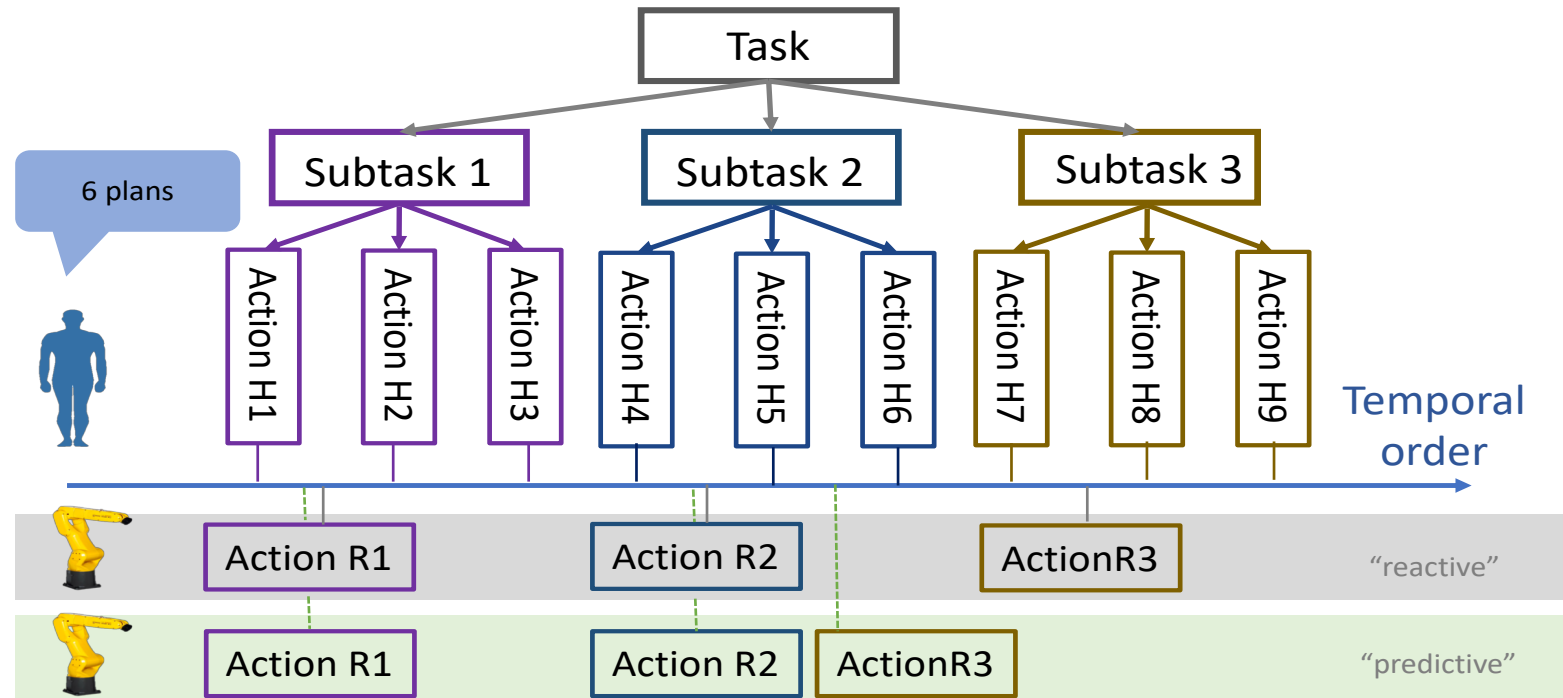 Task
Subtask 1
Subtask 2
Subtask 3
6 plans
Action H1
Action H2
Action H3
Action H4
Action H5
Action H6
Action H7
Action H8
Action H9
Temporal
order
Action R1
Action R2
ActionR3
“reactive”
Action R1
Action R2
ActionR3
“predictive”